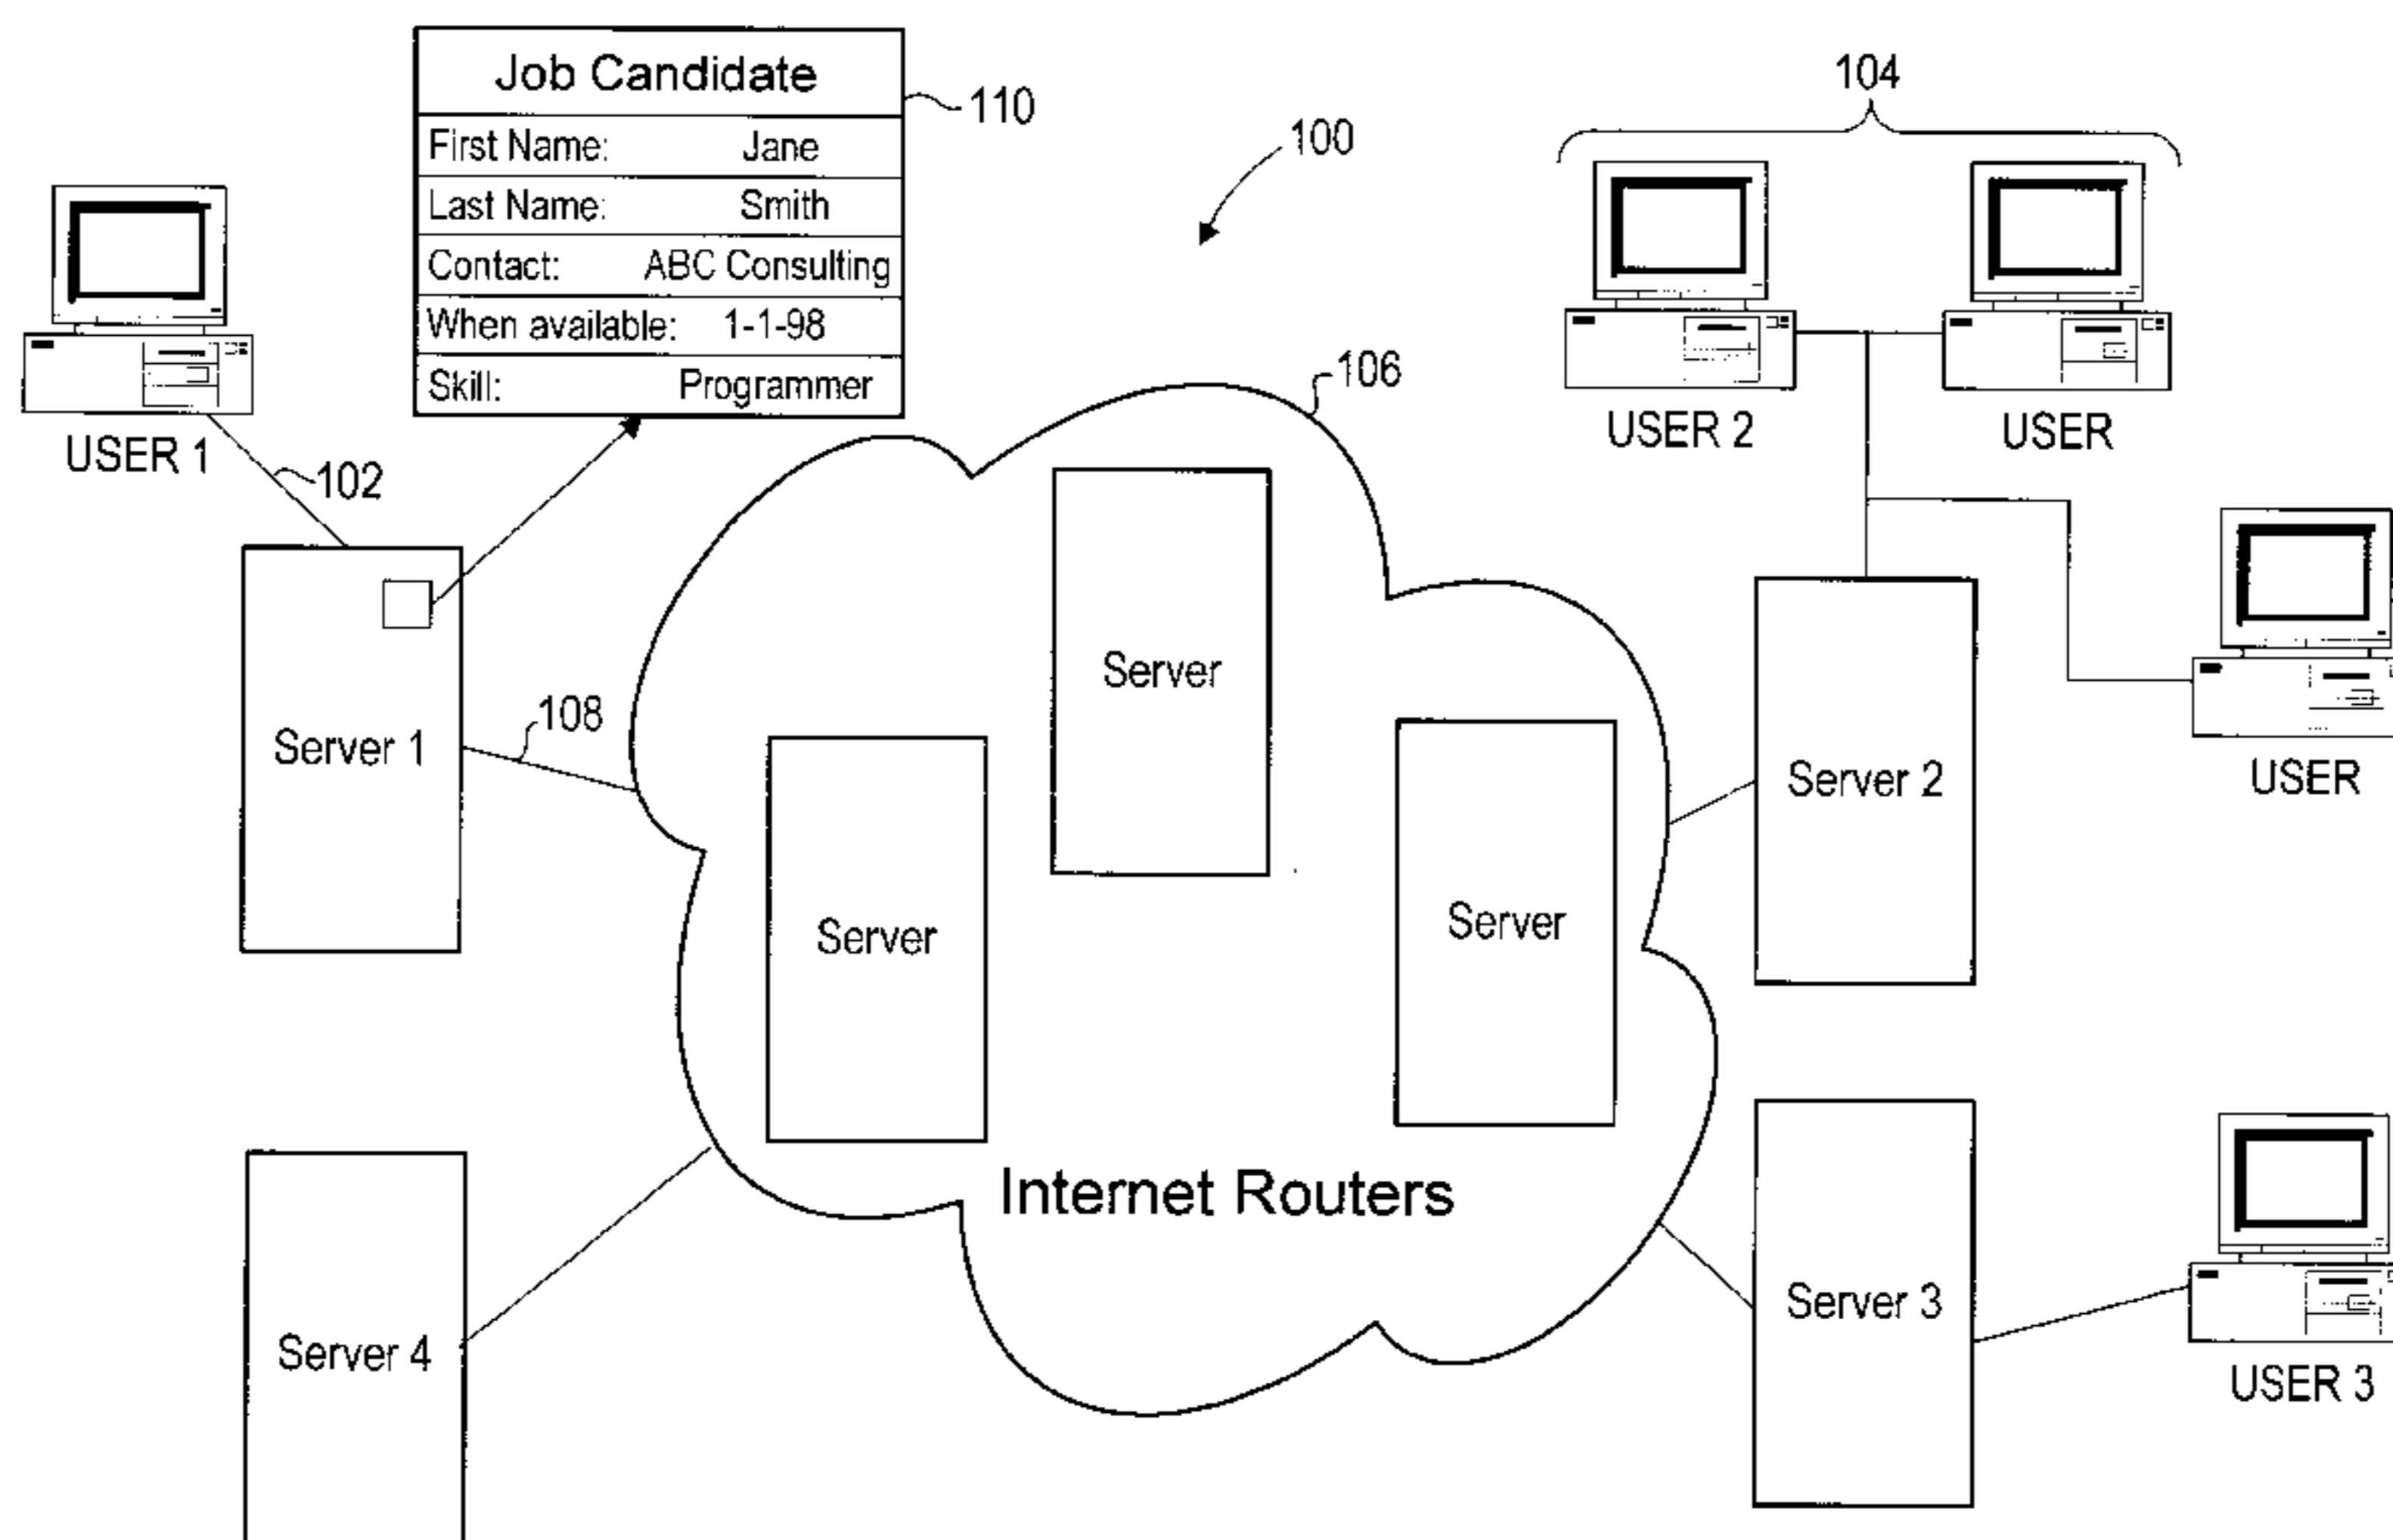 Job Candidate
110
First Name: Jane
Last Name: Smith
Contact: ABC Consulting
When available: 1-1-98
Skill: Programmer
100
104
USER 1
102
106
USER 2
USER
Server 1
108
Server
Server
Server
Server 2
USER
Internet Routers
Server 4
Server 3
USER 3